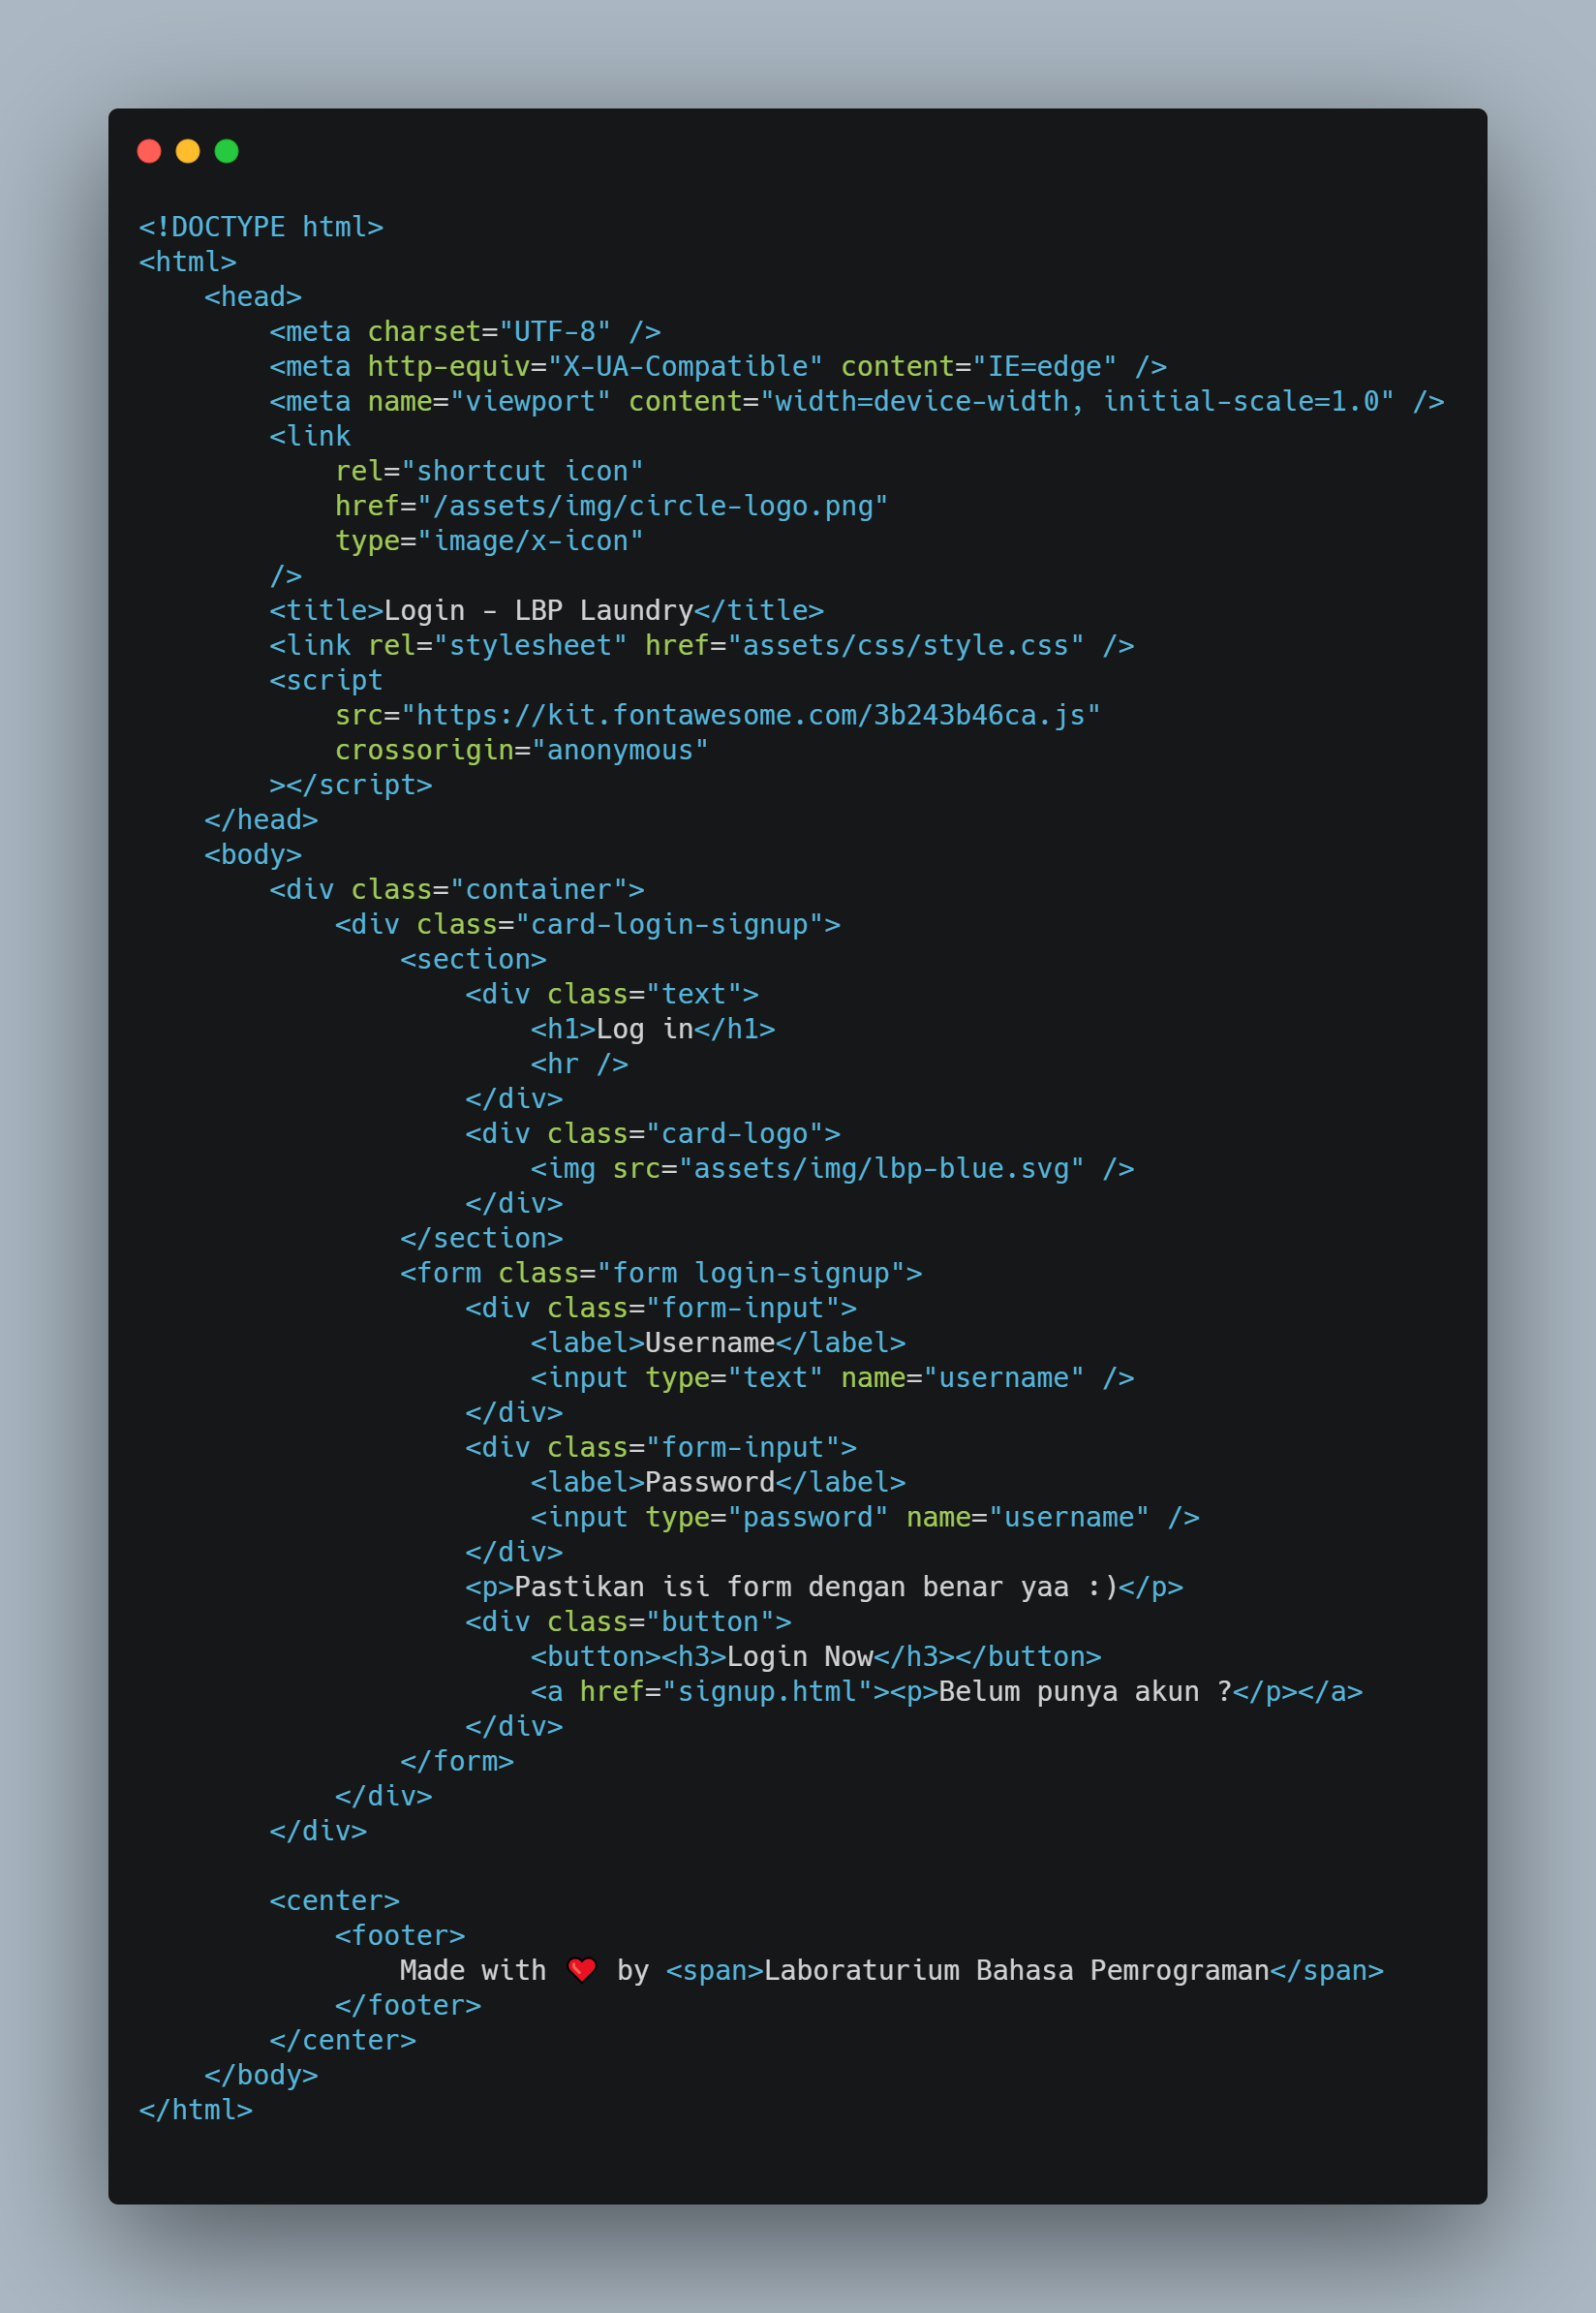 <!DOCTYPE html>
<html>
    <head>
        <meta charset="UTF-8" />
        <meta http-equiv="X-UA-Compatible" content="IE=edge" />
        <meta name="viewport" content="width=device-width, initial-scale=1.0" />
        <link
            rel="shortcut icon"
            href="/assets/img/circle-logo.png"
            type="image/x-icon"
        />
        <title>Login - LBP Laundry</title>
        <link rel="stylesheet" href="assets/css/style.css" />
        <script
            src="https://kit.fontawesome.com/3b243b46ca.js"
            crossorigin="anonymous"
        ></script>
    </head>
    <body>
        <div class="container">
            <div class="card-login-signup">
                <section>
                    <div class="text">
                        <h1>Log in</h1>
                        <hr />
                    </div>
                    <div class="card-logo">
                        <img src="assets/img/lbp-blue.svg" />
                    </div>
                </section>
                <form class="form login-signup">
                    <div class="form-input">
                        <label>Username</label>
                        <input type="text" name="username" />
                    </div>
                    <div class="form-input">
                        <label>Password</label>
                        <input type="password" name="username" />
                    </div>
                    <p>Pastikan isi form dengan benar yaa :)</p>
                    <div class="button">
                        <button><h3>Login Now</h3></button>
                        <a href="signup.html"><p>Belum punya akun ?</p></a>
                    </div>
                </form>
            </div>
        </div>

        <center>
            <footer>
                Made with ❤️ by <span>Laboraturium Bahasa Pemrograman</span>
            </footer>
        </center>
    </body>
</html>